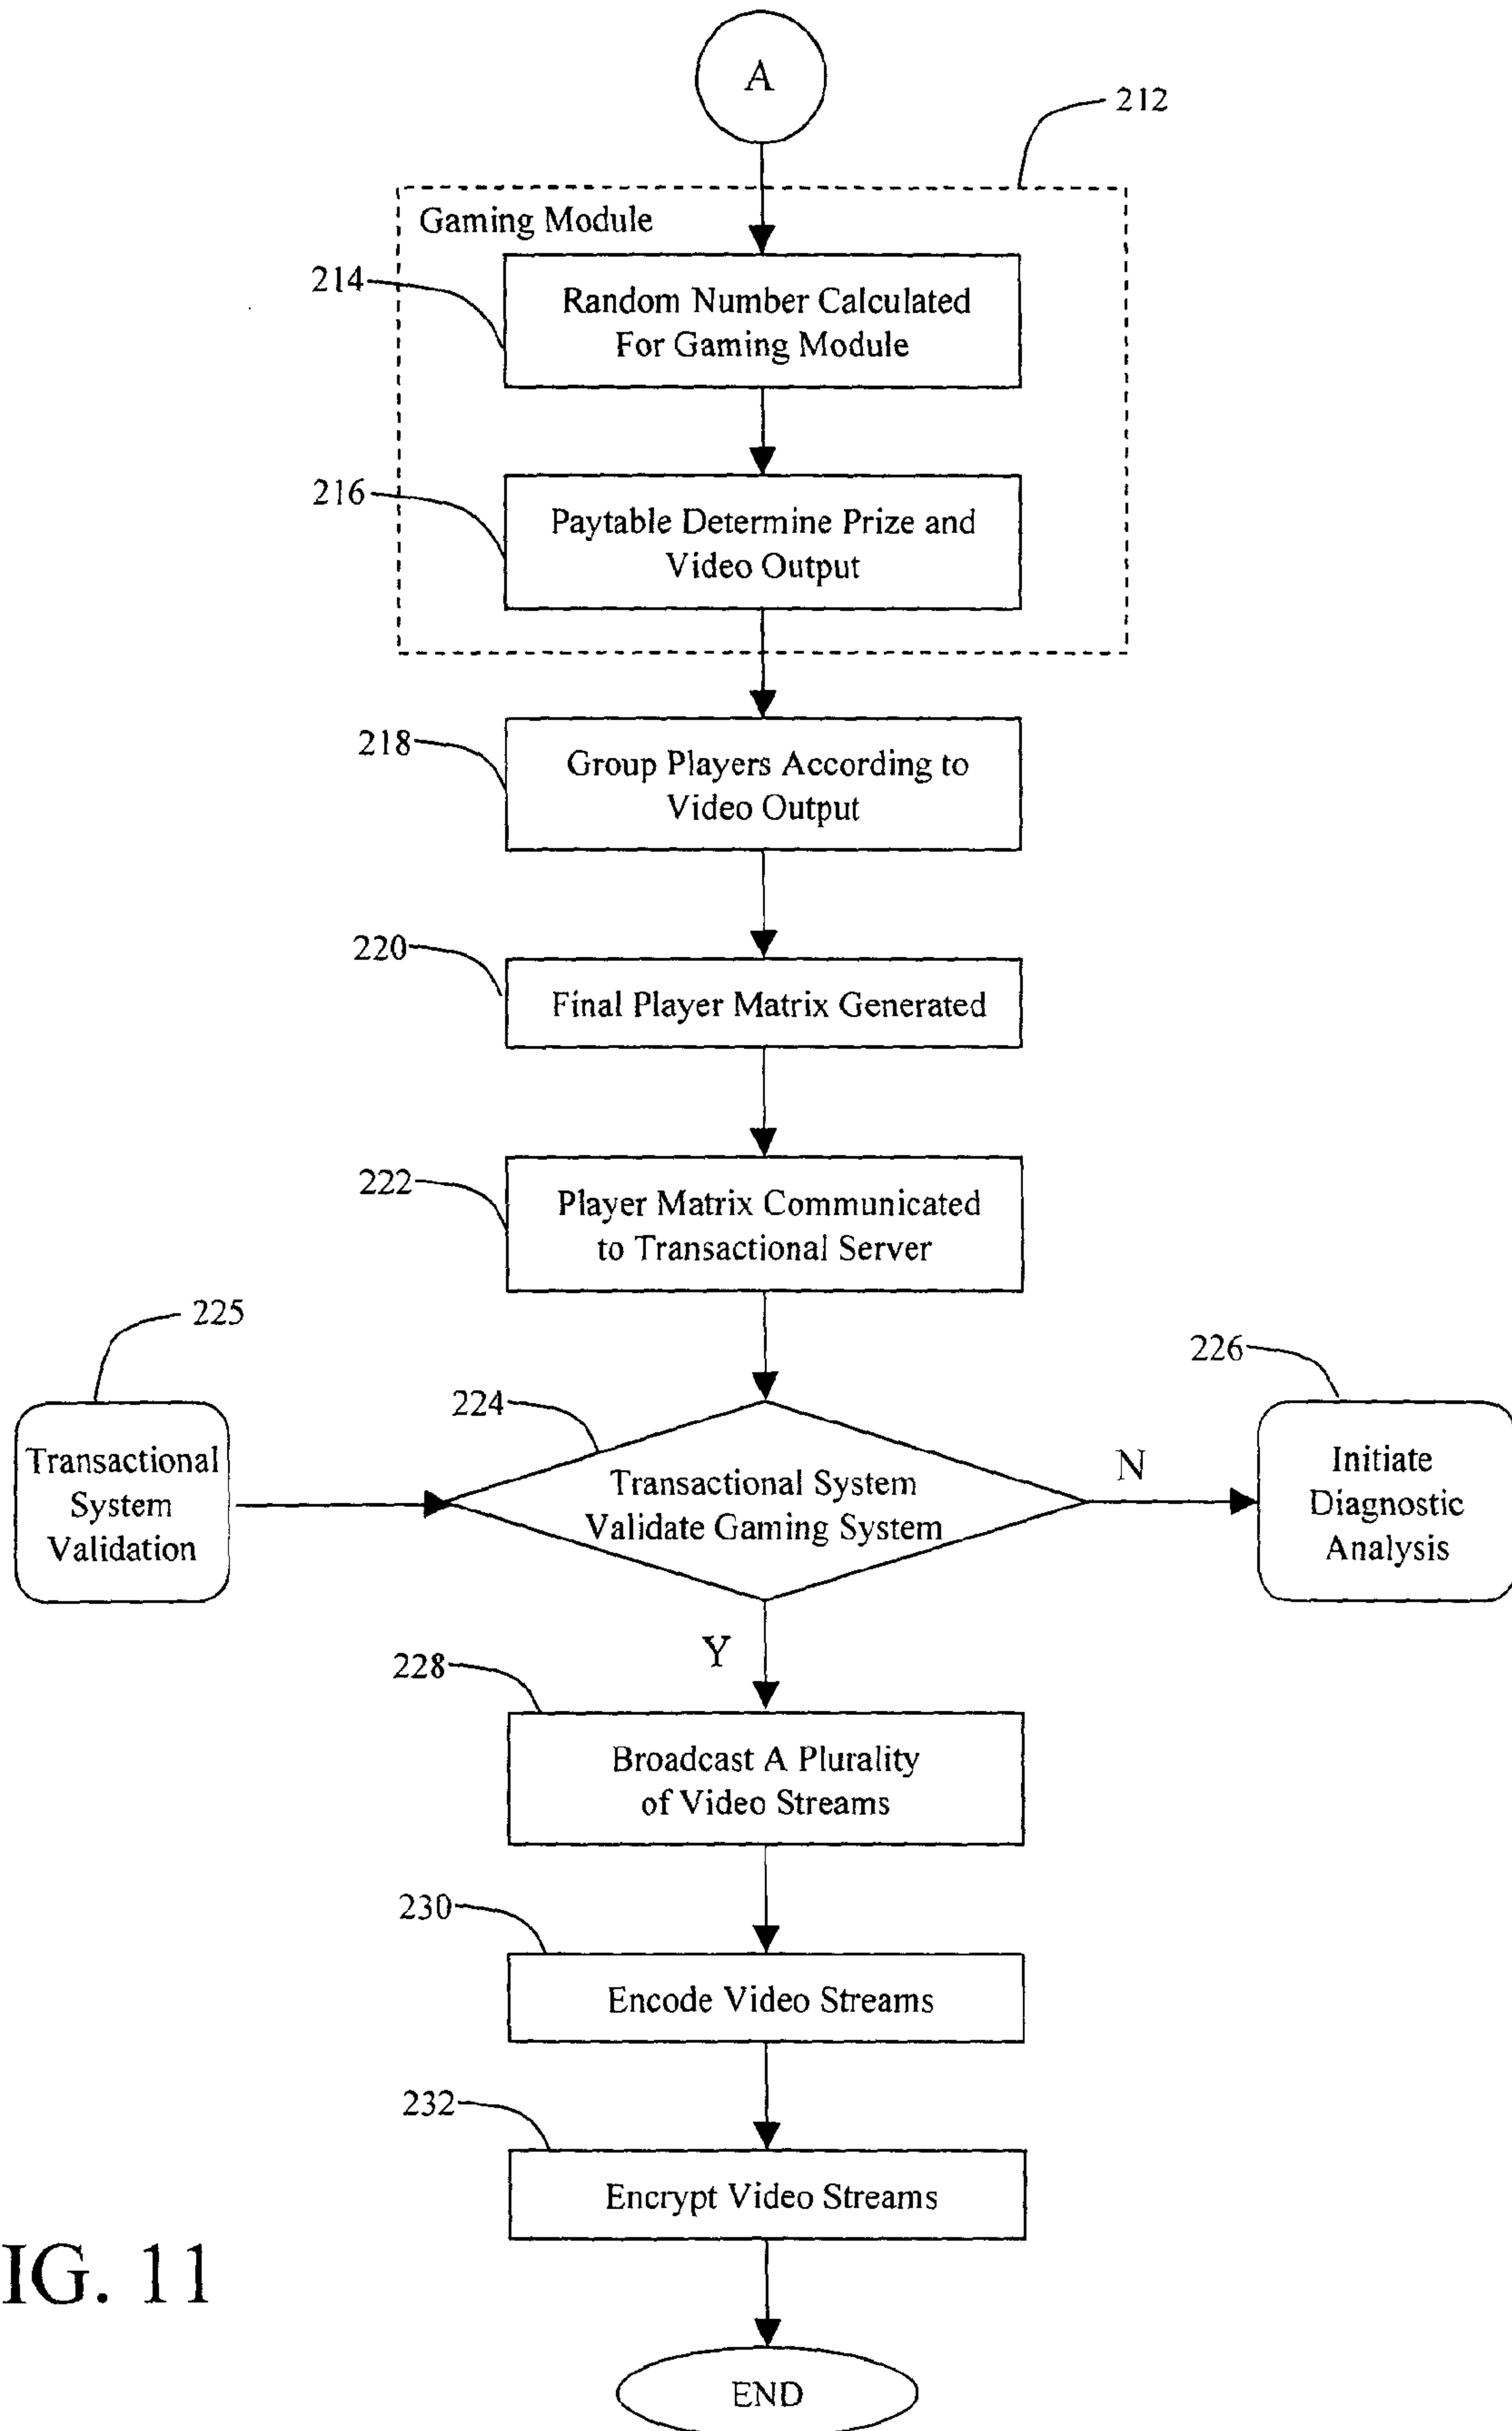 A
212
Gaming Module
214
Random Number Calculated
For Gaming Module
216
Paytable Determine Prize and
Video Output
218
Group Players According to
Video Output
220
Final Player Matrix Generated
222
Player Matrix Communicated
to Transactional Server
225
226
224
Transactional
System
Validation
Transactional System
Validate Gaming System
N
Initiate
Diagnostic
Analysis
Y
228
Broadcast A Plurality
of Video Streams
230
Encode Video Streams
232
Encrypt Video Streams
IG. 11
END